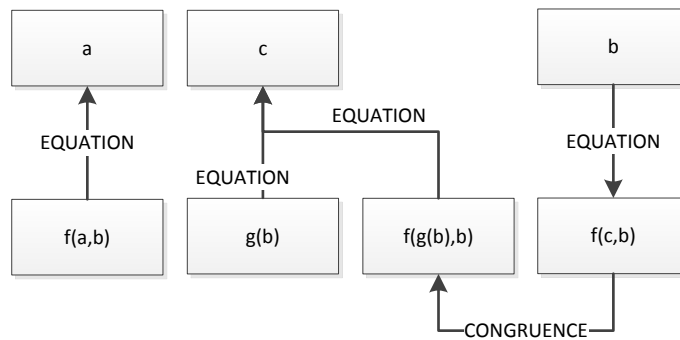 a
c
b
EQUATION
EQUATION
EQUATION
EQUATION
f(a,b)
g(b)
f(g(b),b)
f(c,b)
CONGRUENCE